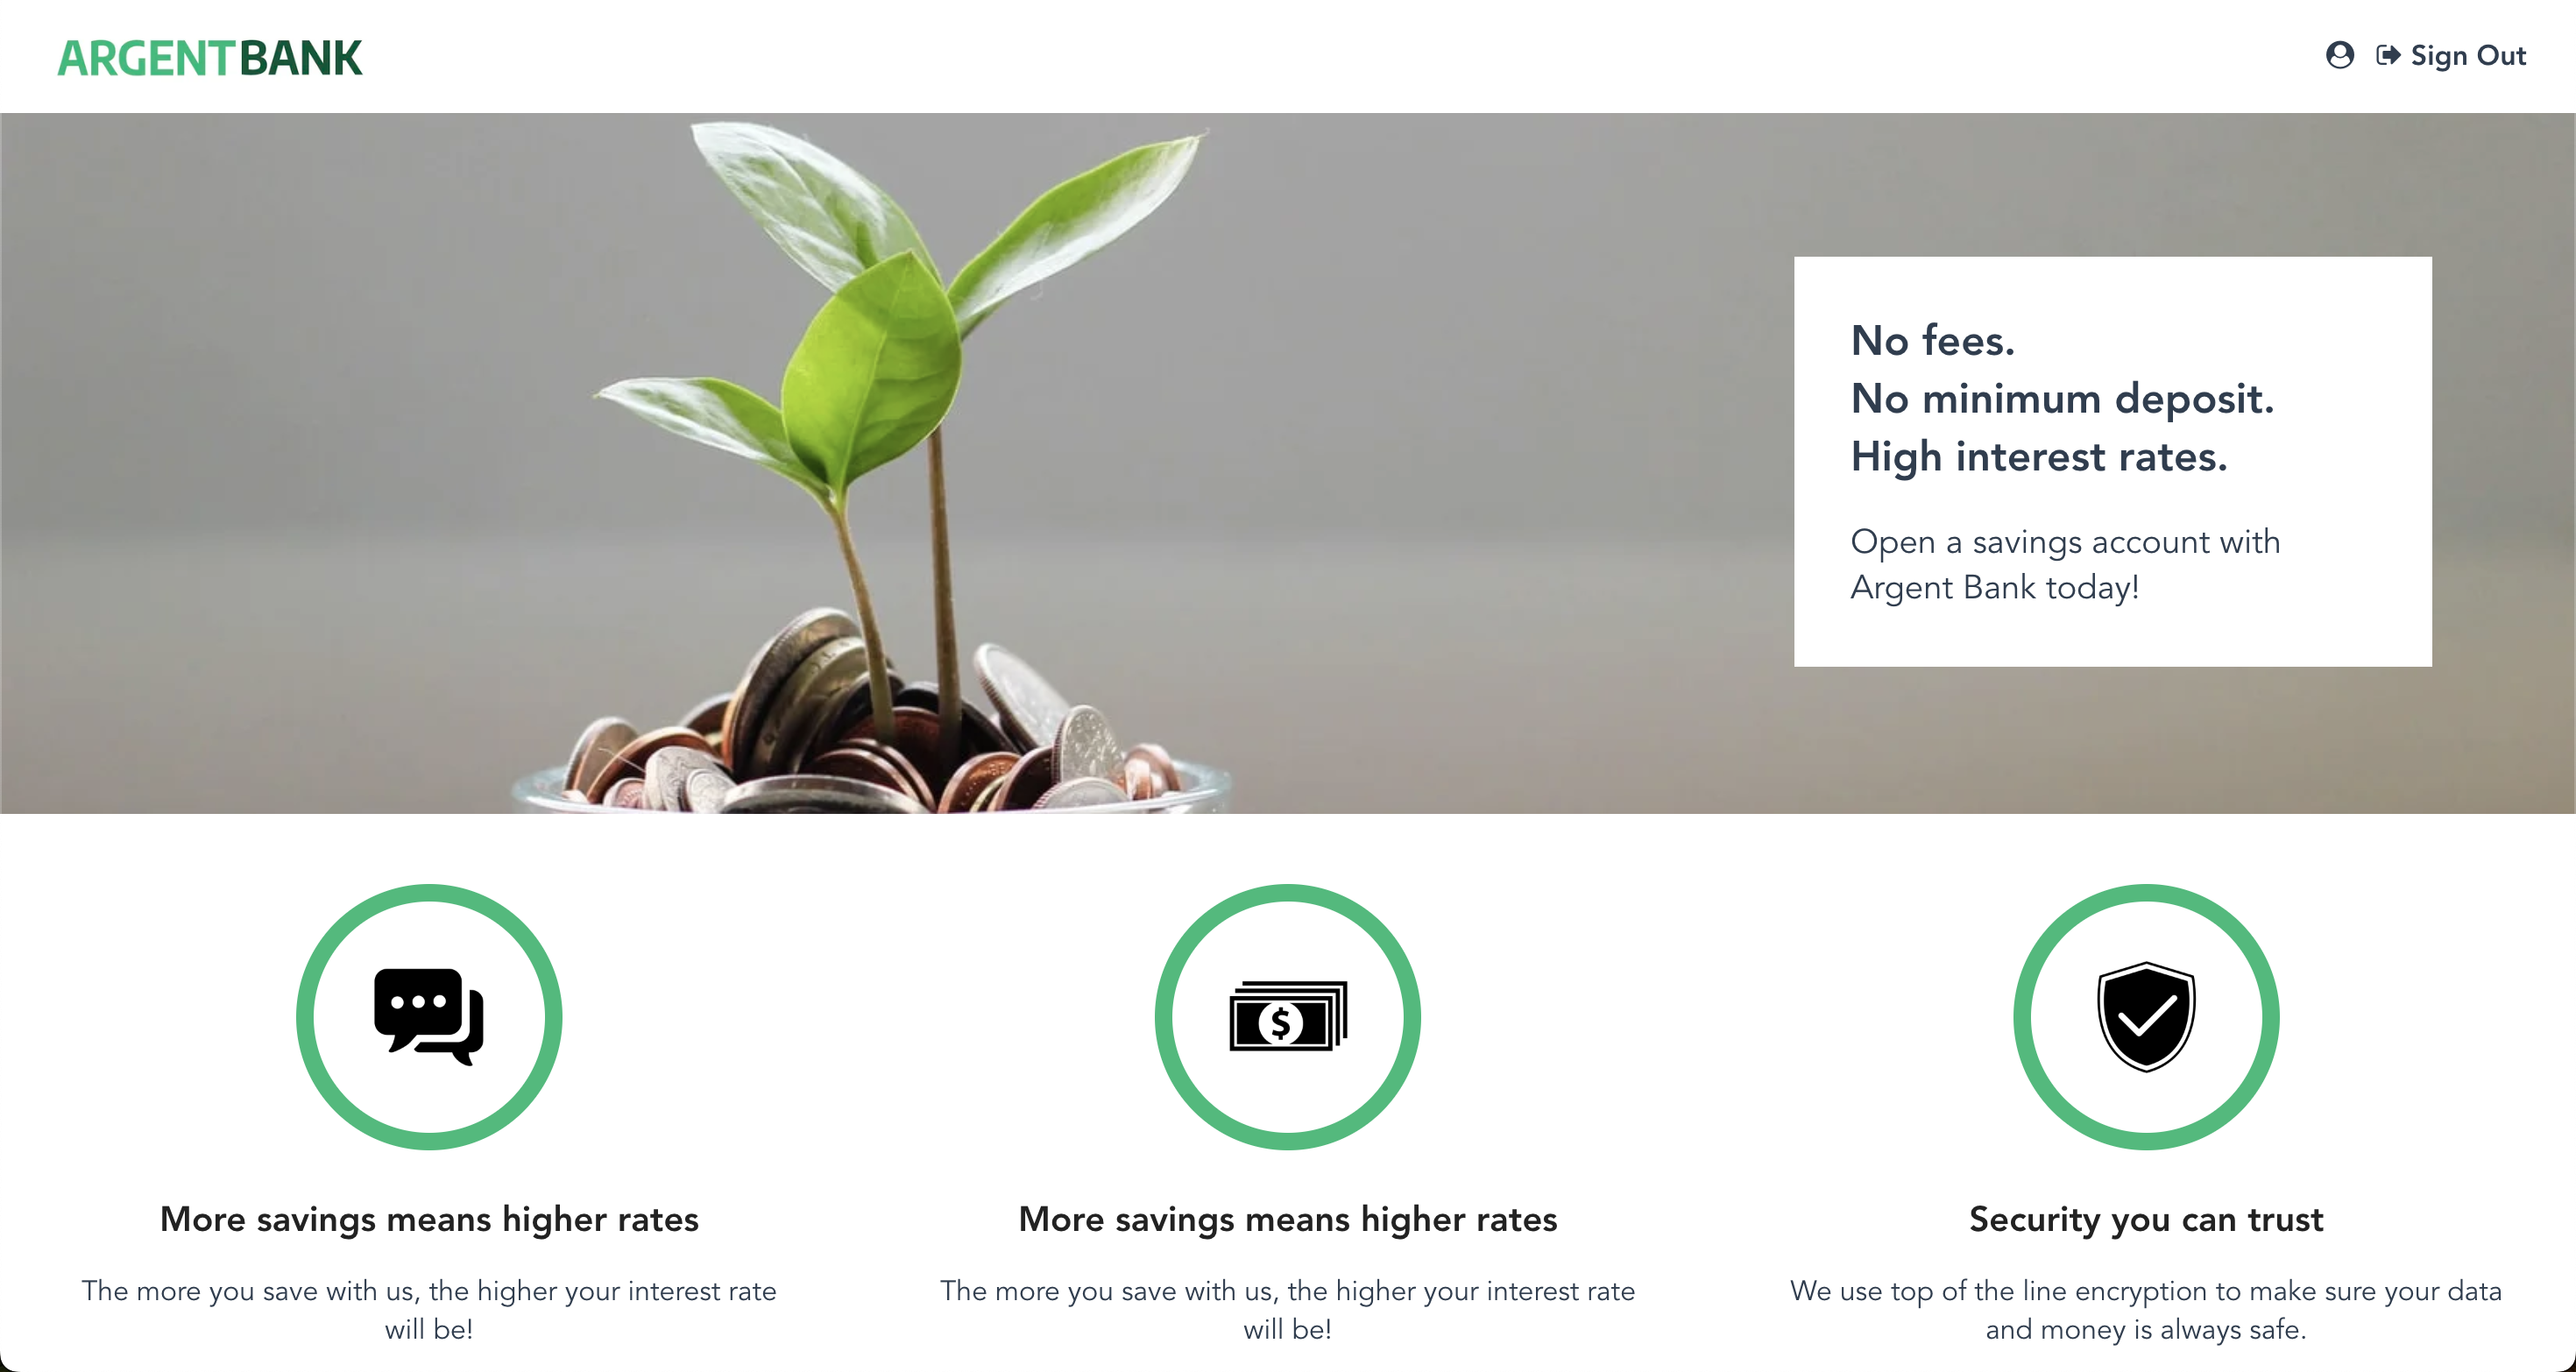 ARGENTBANK
Sign Out
No fees.
No minimum deposit.
High interest rates.
Open a savings account with
Argent Bank today!
$
More savings means higher rates
The more you save with us, the higher your interest rate
will be!
More savings means higher rates
The more you save with us, the higher your interest rate
will be!
Security you can trust
We use top of the line encryption to make sure your data
and money is always safe.